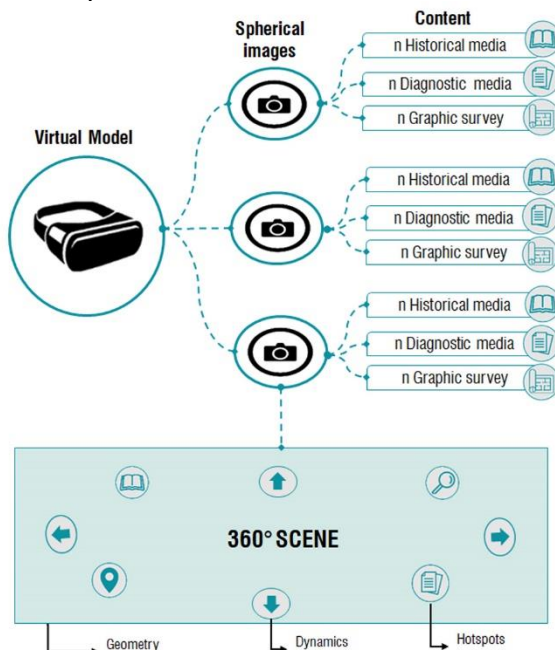 Content
Spherical
images
n Historical media
n Diagnostic media
n Graphic survey
Virtual Model
n Historical media
n Diagnostic media
n Graphic survey
n Historical media
n Diagnostic media
n Graphic survey
360° SCENE
Geometry
Dynamics
Hotspots